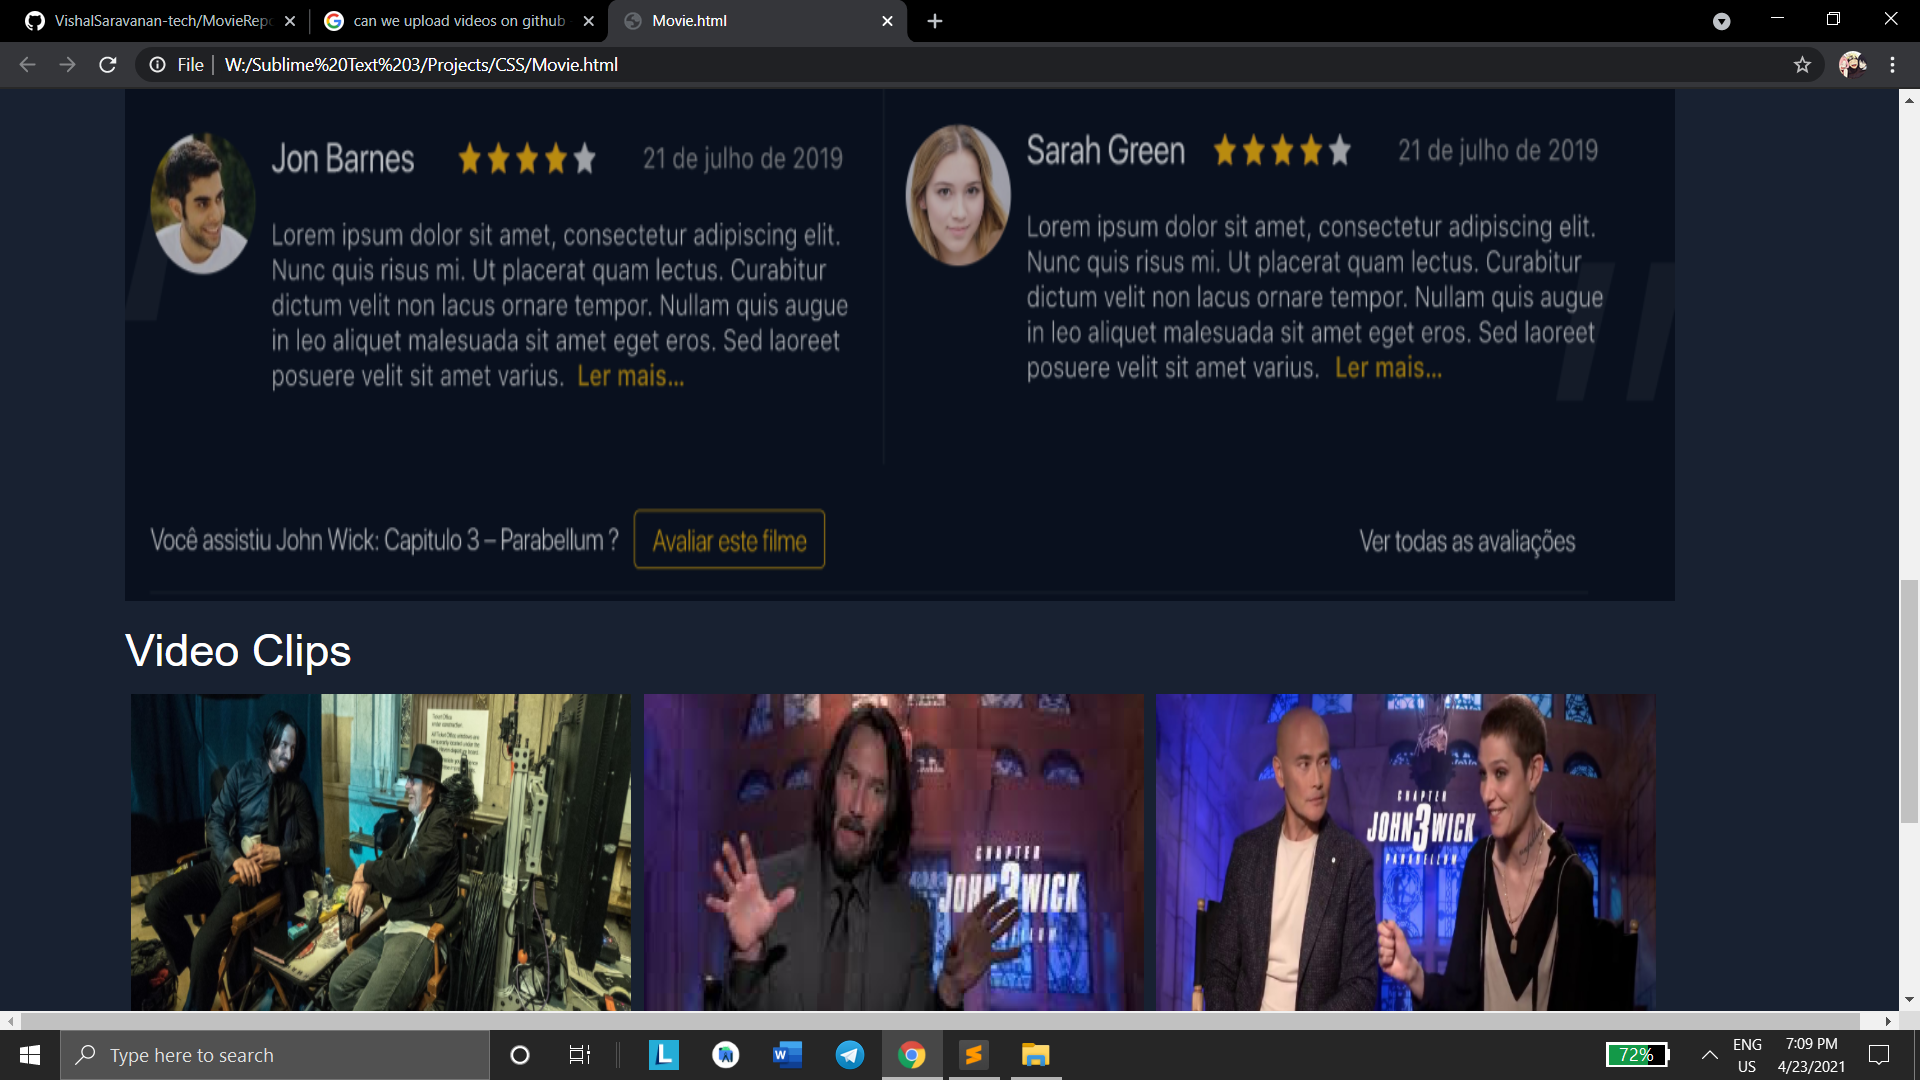 VishalSaravanan-tech/MovieRepo
can we upload videos on github
Movie.html
File
W:/Sublime%20Text%203/Projects/CSS/Movie.html
Jon Barnes
21 de julho de 2019
Lorem ipsum dolor sit amet, consectetur adipiscing elit.
Nunc quis risus mi. Ut placerat quam lectus. Curabitur
dictum velit non lacus ornare tempor. Nullam quis augue
in leo aliquet malesuada sit amet eget eros. Sed laoreet
posuere velit sit amet varius. Ler mais...
Sarah Green
21 de julho de 2019
Lorem ipsum dolor sit amet, consectetur adipiscing elit.
Nunc quis risus mi. Ut placerat quam lectus. Curabitur
dictum velit non lacus ornare tempor. Nullam quis augue
in leo aliquet malesuada sit amet eget eros. Sed laoreet
posuere velit sit amet varius. Ler mais...
Você assistiu John Wick: Capitulo 3 – Parabellum ?
Avaliar este filme
Ver todas as avaliações
Video Clips
CHAPTER
JOHN 3 WICK
CHAPTER
JOHN 3 WICK
PARABELLUM
Type here to search
72%
ENG
US
7:09 PM
4/23/2021